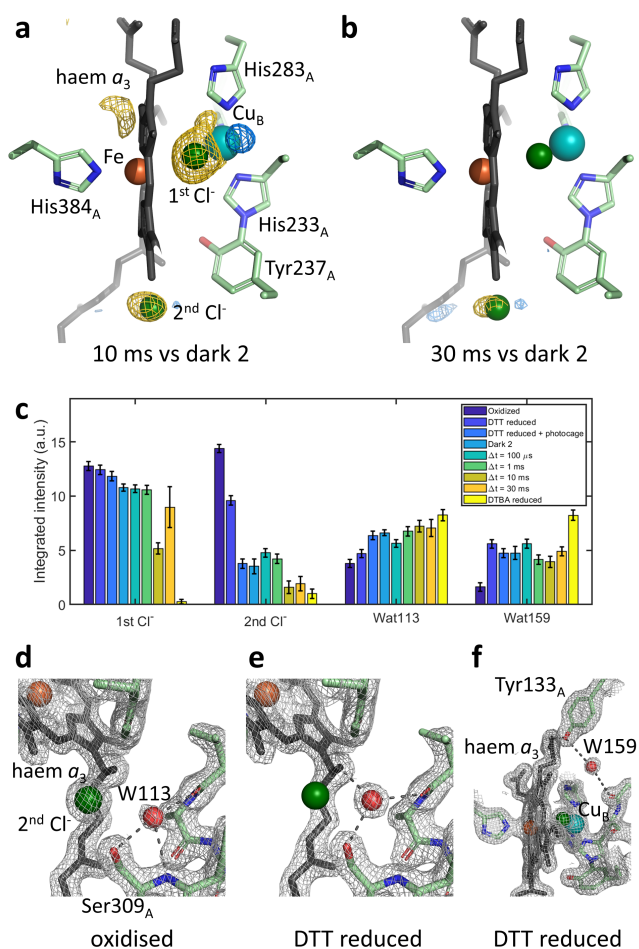 a
b
haem a₃
His283A
CuB
Fe
1st Cl⁻
His384A
His233A
Tyr237A
2nd Cl⁻
10 ms vs dark 2
30 ms vs dark 2
c
Integrated intensity (a.u.)
15
10
5
0
Oxidized
DTT reduced
DTT reduced + photocage
Dark 2
Δt = 100 μs
Δt = 1 ms
Δt = 10 ms
Δt = 30 ms
DTBA reduced
1st Cl⁻
2nd Cl⁻
Wat113
Wat159
d
e
f
haem a₃
W113
2nd Cl⁻
Ser309A
Tyr133A
haem a₃
W159
CuB
oxidised
DTT reduced
DTT reduced